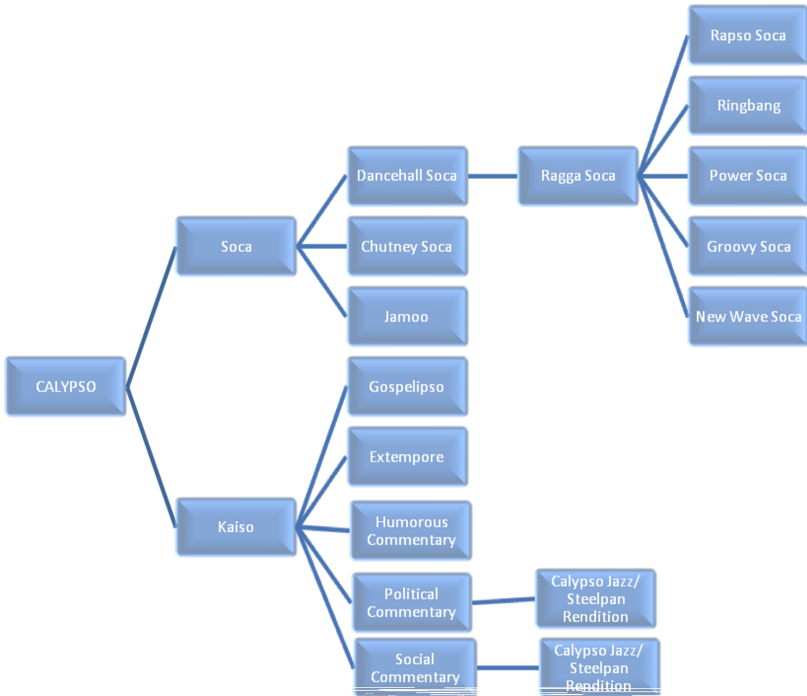 Rapso Soca
Ringbang
Dancehall Soca
Ragga Soca
Power Soca
Soca
Chutney Soca
Groovy Soca
Jamoo
New Wave Soca
CALYPSO
Gospelipso
Extempore
Kaiso
Humorous
Commentary
Political
Commentary
Calypso Jazz/
Steelpan
Rendition
Social
Commentary
Calypso Jazz/
Steelpan
Rendition